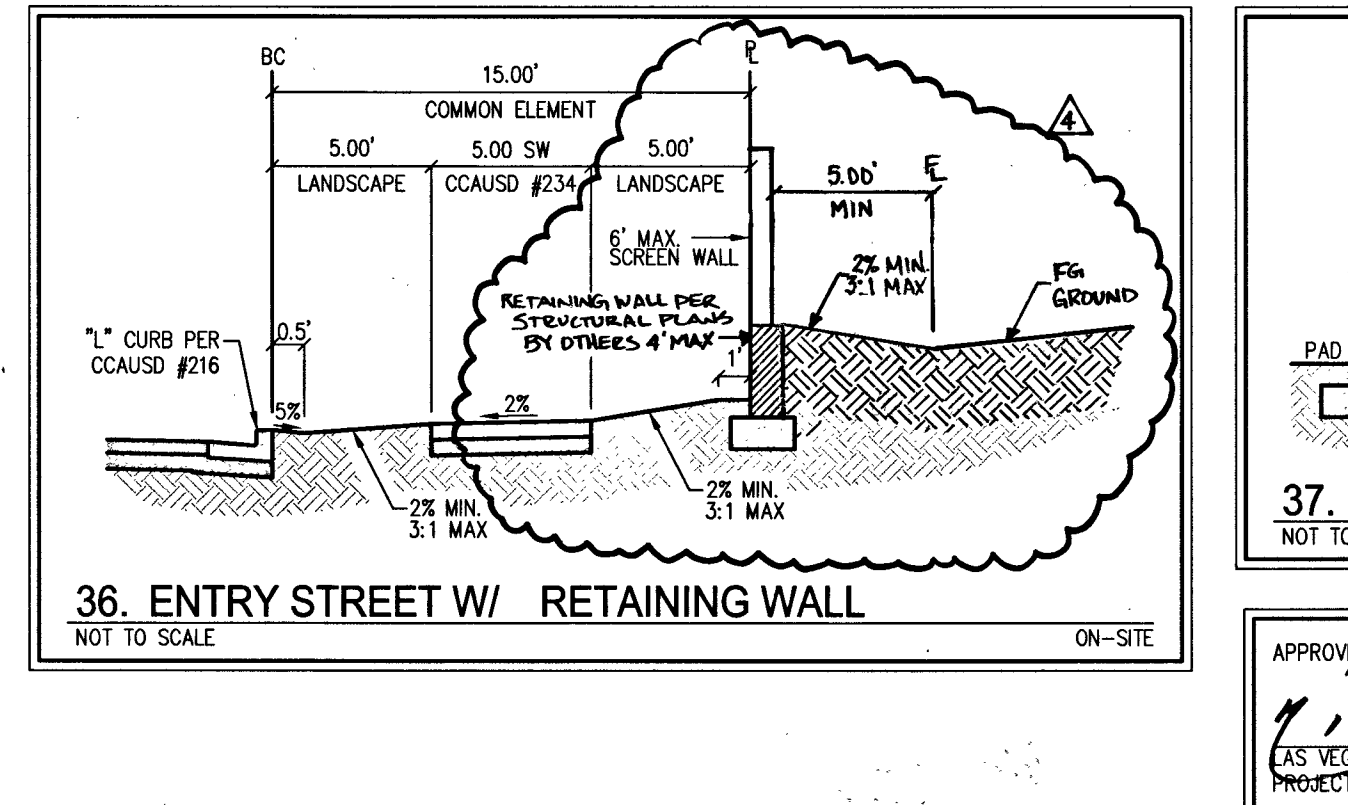 BC
PL
15.00'
COMMON ELEMENT
4
5.00'
5.00 SW
5.00'
5.00'
FL
LANDSCAPE
CCAUSD #234
LANDSCAPE
MIN
6' MAX.
SCREEN WALL
2% MIN.
3:1 MAX
FG
GROUND
RETAINING WALL PER
STRUCTURAL PLANS
BY OTHERS 4' MAX
"L" CURB PER
CCAUSD #216
0.5'
1'
5%
2%
2% MIN.
3:1 MAX
2% MIN.
3:1 MAX
36. ENTRY STREET W/ RETAINING WALL
NOT TO SCALE
ON-SITE
PAD
37.
NOT TO
APPROV
LAS VEG
PROJECT